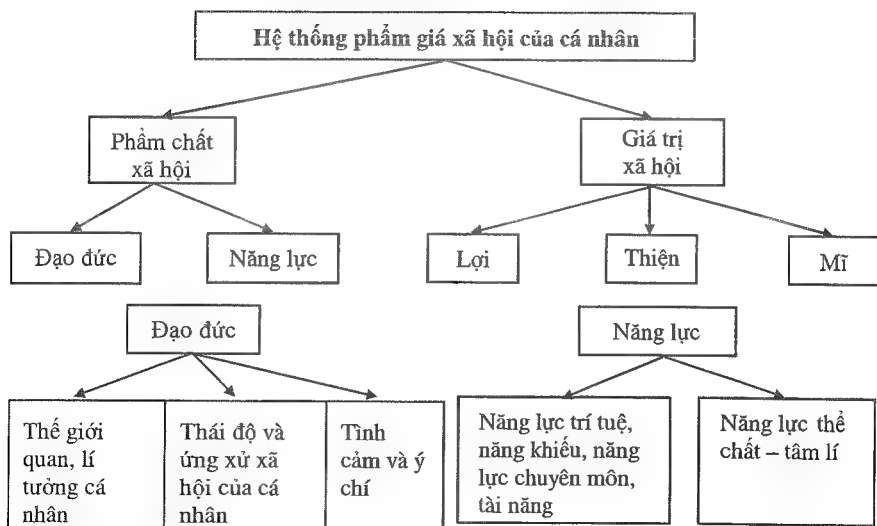 Hệ thống phẩm giá xã hội của cá nhân
Phẩm chất
xã hội
Giá trị
xã hội
Đạo đức
Năng lực
Lợi
Thiện
Mĩ
Đạo đức
Năng lực
Thế giới
quan, lí
tưởng cá
nhân
Thái độ và
ứng xử xã
hội của cá
nhân
Tình
cảm và ý
chí
Năng lực trí tuệ,
năng khiếu, năng
lực chuyên môn,
tài năng
Năng lực thể
chất – tâm lí